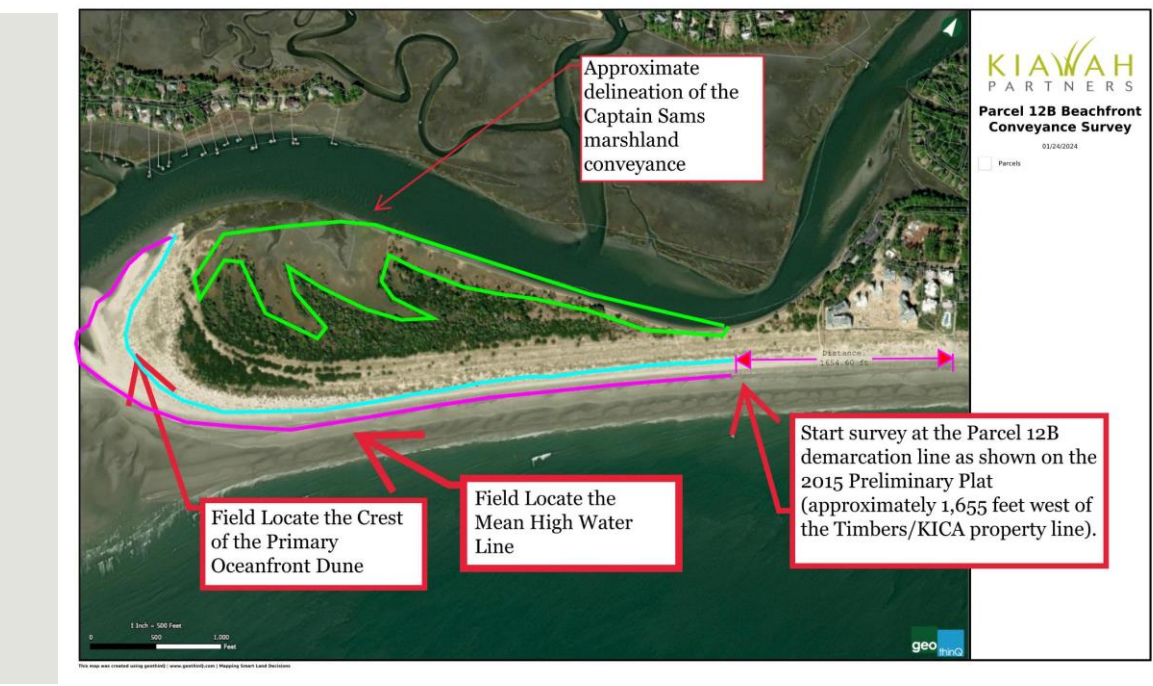 KIAWAH
PARTNERS
Parcel 12B Beachfront
Conveyance Survey
01/24/2024
Parcels
Approximate
delineation of the
Captain Sams
marshland
conveyance
Distance:
1654.60 ft
Start survey at the Parcel 12B
demarcation line as shown on the
2015 Preliminary Plat
(approximately 1,655 feet west of
the Timbers/KICA property line).
Field Locate the
Mean High Water
Line
Field Locate the Crest
of the Primary
Oceanfront Dune
1 Inch = 500 Feet
0 500 1,000
Feet
geo
thinQ
This map was created using geothinQ | www.geothinQ.com | Mapping Smart Land Decisions